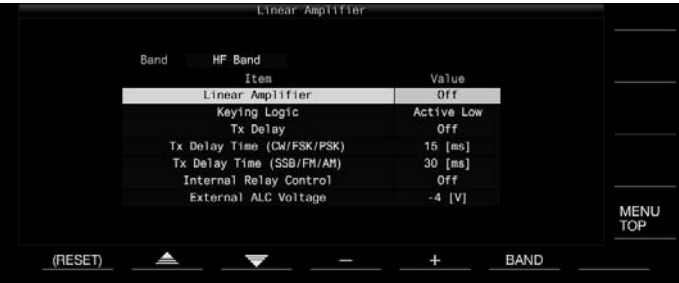 Linear Amplifier
Band HF Band
Item Value
Linear Amplifier Off
Keying Logic Active Low
Tx Delay Off
Tx Delay Time (CW/FSK/PSK) 15 [ms]
Tx Delay Time (SSB/FM/AM) 30 [ms]
Internal Relay Control Off
External ALC Voltage -4 [V]
MENU
TOP
(RESET) − + BAND